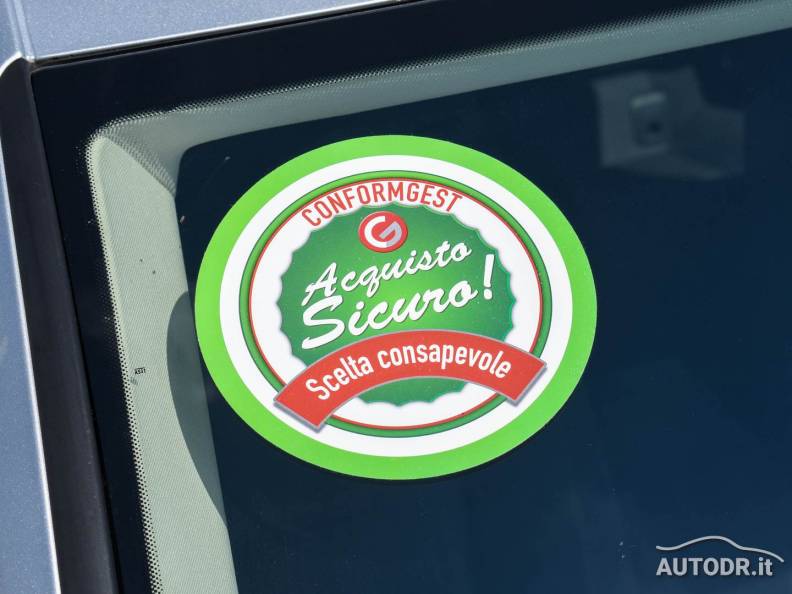 CONFORMGEST
Acquisto
Sicuro!
Scelta consapevole
AUTODR.it